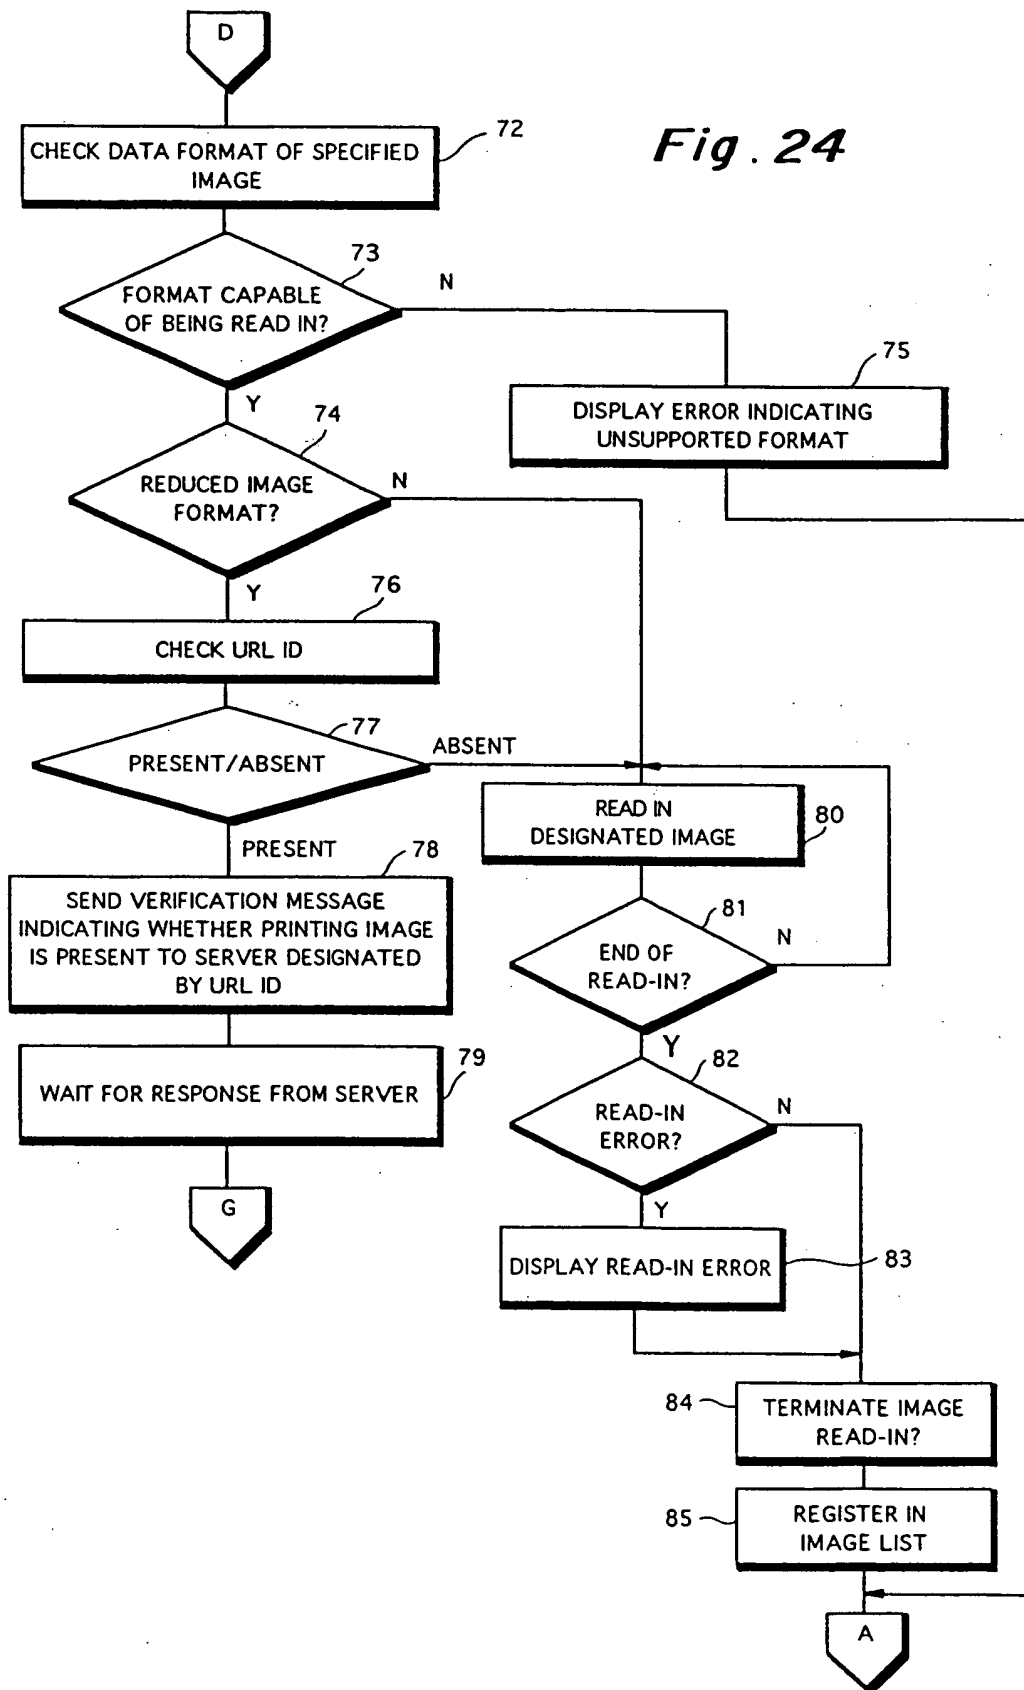 D
Fig. 24
72
CHECK DATA FORMAT OF SPECIFIED
IMAGE
73
FORMAT CAPABLE
OF BEING READ IN?
N
Y
75
DISPLAY ERROR INDICATING
UNSUPPORTED FORMAT
74
REDUCED IMAGE
FORMAT?
N
Y
76
CHECK URL ID
77
PRESENT/ABSENT
ABSENT
PRESENT
78
SEND VERIFICATION MESSAGE
INDICATING WHETHER PRINTING IMAGE
IS PRESENT TO SERVER DESIGNATED
BY URL ID
79
WAIT FOR RESPONSE FROM SERVER
G
READ IN
DESIGNATED IMAGE
80
81
END OF
READ-IN?
N
Y
82
READ-IN
ERROR?
N
Y
DISPLAY READ-IN ERROR
83
84
TERMINATE IMAGE
READ-IN?
85
REGISTER IN
IMAGE LIST
A